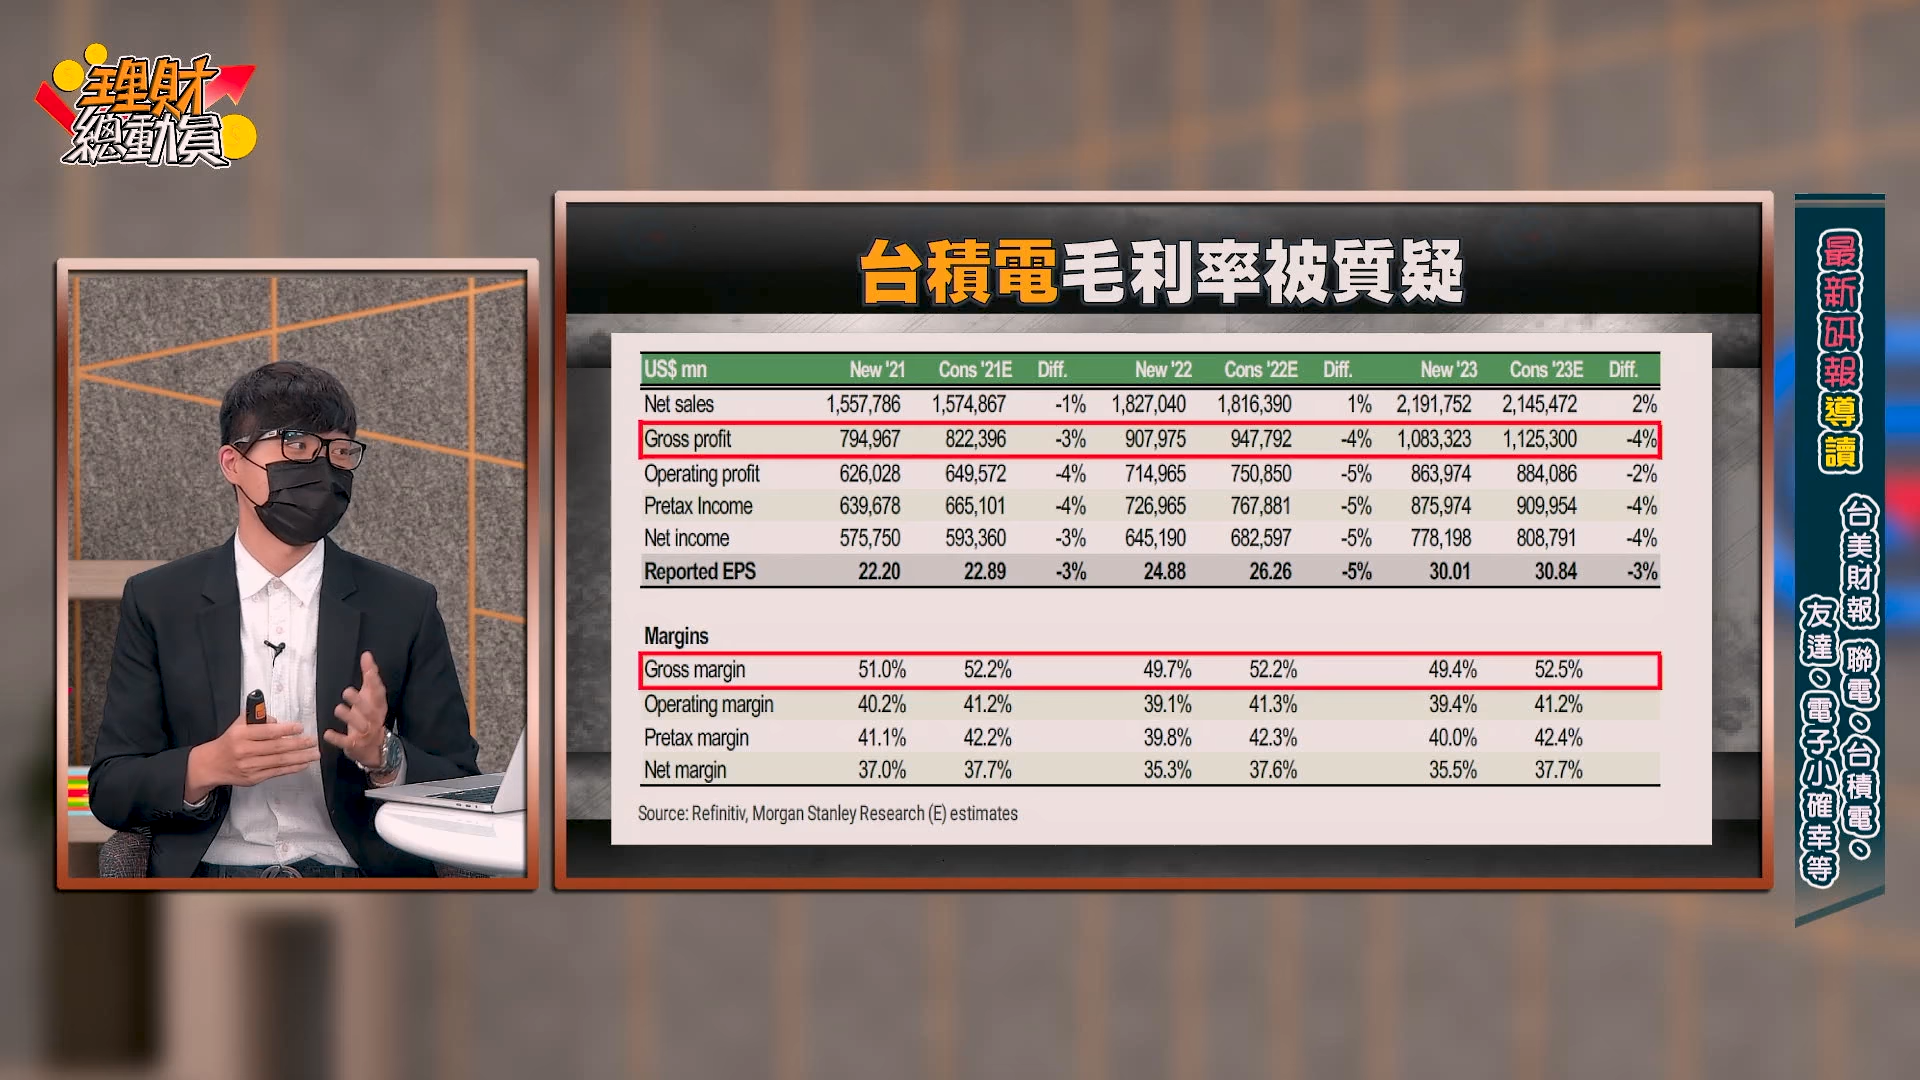 理財
總動員
台積電毛利率被質疑
US$ mn New '21 Cons '21E Diff. New '22 Cons '22E Diff. New '23 Cons '23E Diff.
Net sales 1,557,786 1,574,867 -1% 1,827,040 1,816,390 1% 2,191,752 2,145,472 2%
Gross profit 794,967 822,396 -3% 907,975 947,792 -4% 1,083,323 1,125,300 -4%
Operating profit 626,028 649,572 -4% 714,965 750,850 -5% 863,974 884,086 -2%
Pretax Income 639,678 665,101 -4% 726,965 767,881 -5% 875,974 909,954 -4%
Net income 575,750 593,360 -3% 645,190 682,597 -5% 778,198 808,791 -4%
Reported EPS 22.20 22.89 -3% 24.88 26.26 -5% 30.01 30.84 -3%
Margins
Gross margin 51.0% 52.2% 49.7% 52.2% 49.4% 52.5%
Operating margin 40.2% 41.2% 39.1% 41.3% 39.4% 41.2%
Pretax margin 41.1% 42.2% 39.8% 42.3% 40.0% 42.4%
Net margin 37.0% 37.7% 35.3% 37.6% 35.5% 37.7%
Source: Refinitiv, Morgan Stanley Research (E) estimates
最新研報導讀
台美財報 聯電。台積電。
友達。電子小確幸等